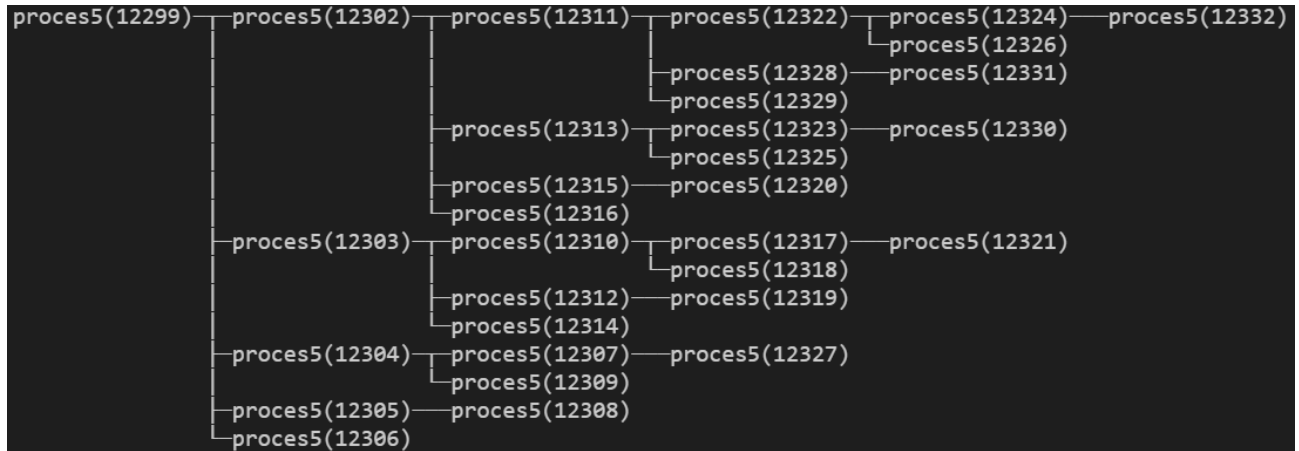 proces5(12299)─┬─proces5(12302)─┬─proces5(12311)─┬─proces5(12322)─┬─proces5(12324)───proces5(12332)
               │                │                │                └─proces5(12326)
               │                │                ├─proces5(12328)───proces5(12331)
               │                │                └─proces5(12329)
               │                ├─proces5(12313)─┬─proces5(12323)───proces5(12330)
               │                │                └─proces5(12325)
               │                ├─proces5(12315)───proces5(12320)
               │                └─proces5(12316)
               ├─proces5(12303)─┬─proces5(12310)─┬─proces5(12317)───proces5(12321)
               │                │                └─proces5(12318)
               │                ├─proces5(12312)───proces5(12319)
               │                └─proces5(12314)
               ├─proces5(12304)─┬─proces5(12307)───proces5(12327)
               │                └─proces5(12309)
               ├─proces5(12305)───proces5(12308)
               └─proces5(12306)